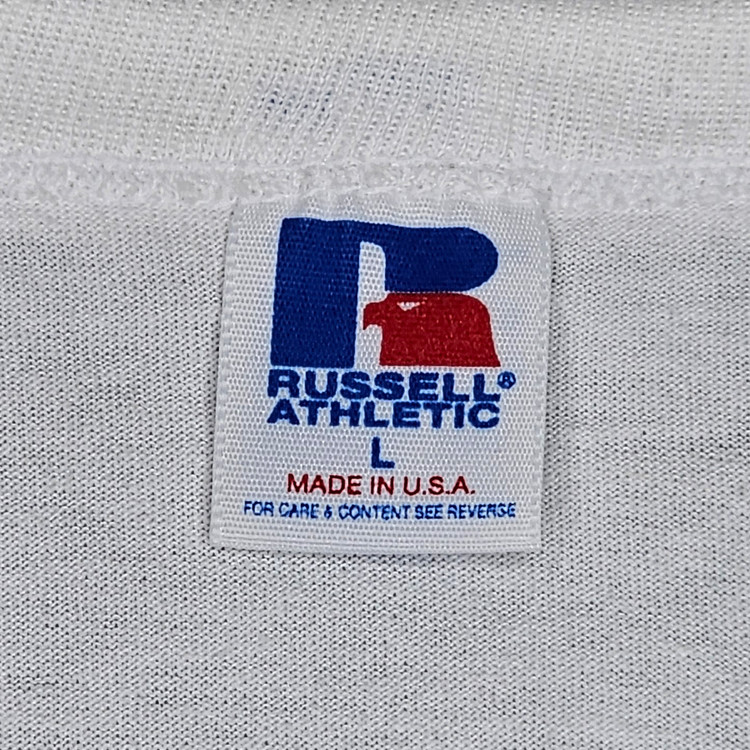 RUSSELL®
ATHLETIC
L
MADE IN U.S.A.
FOR CARE & CONTENT SEE REVERSE